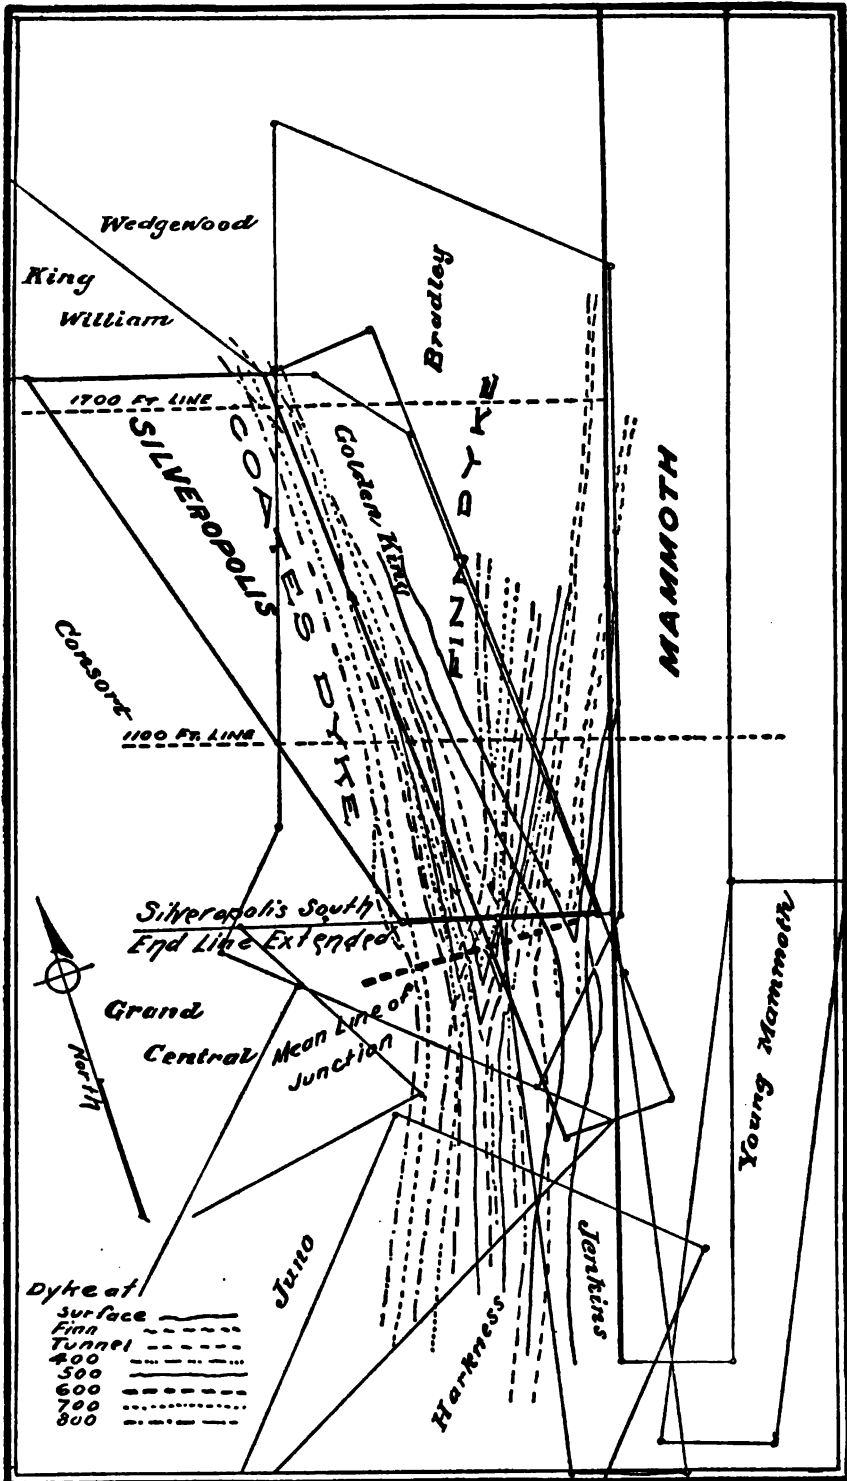 Wedgewood
King
William
Bradley
1700 FT. LINE
SILVEROPOLIS
COATES DYKE
Golden King
FINN DYKE
MAMMOTH
Consort
1100 FT. LINE
Silveropolis South
End Line Extended
Grand
Central
Mean Line of
Junction
North
Young Mammoth
Juno
Harkness
Jenkins
Dyke at
Surface
Finn
Tunnel
400
500
600
700
800